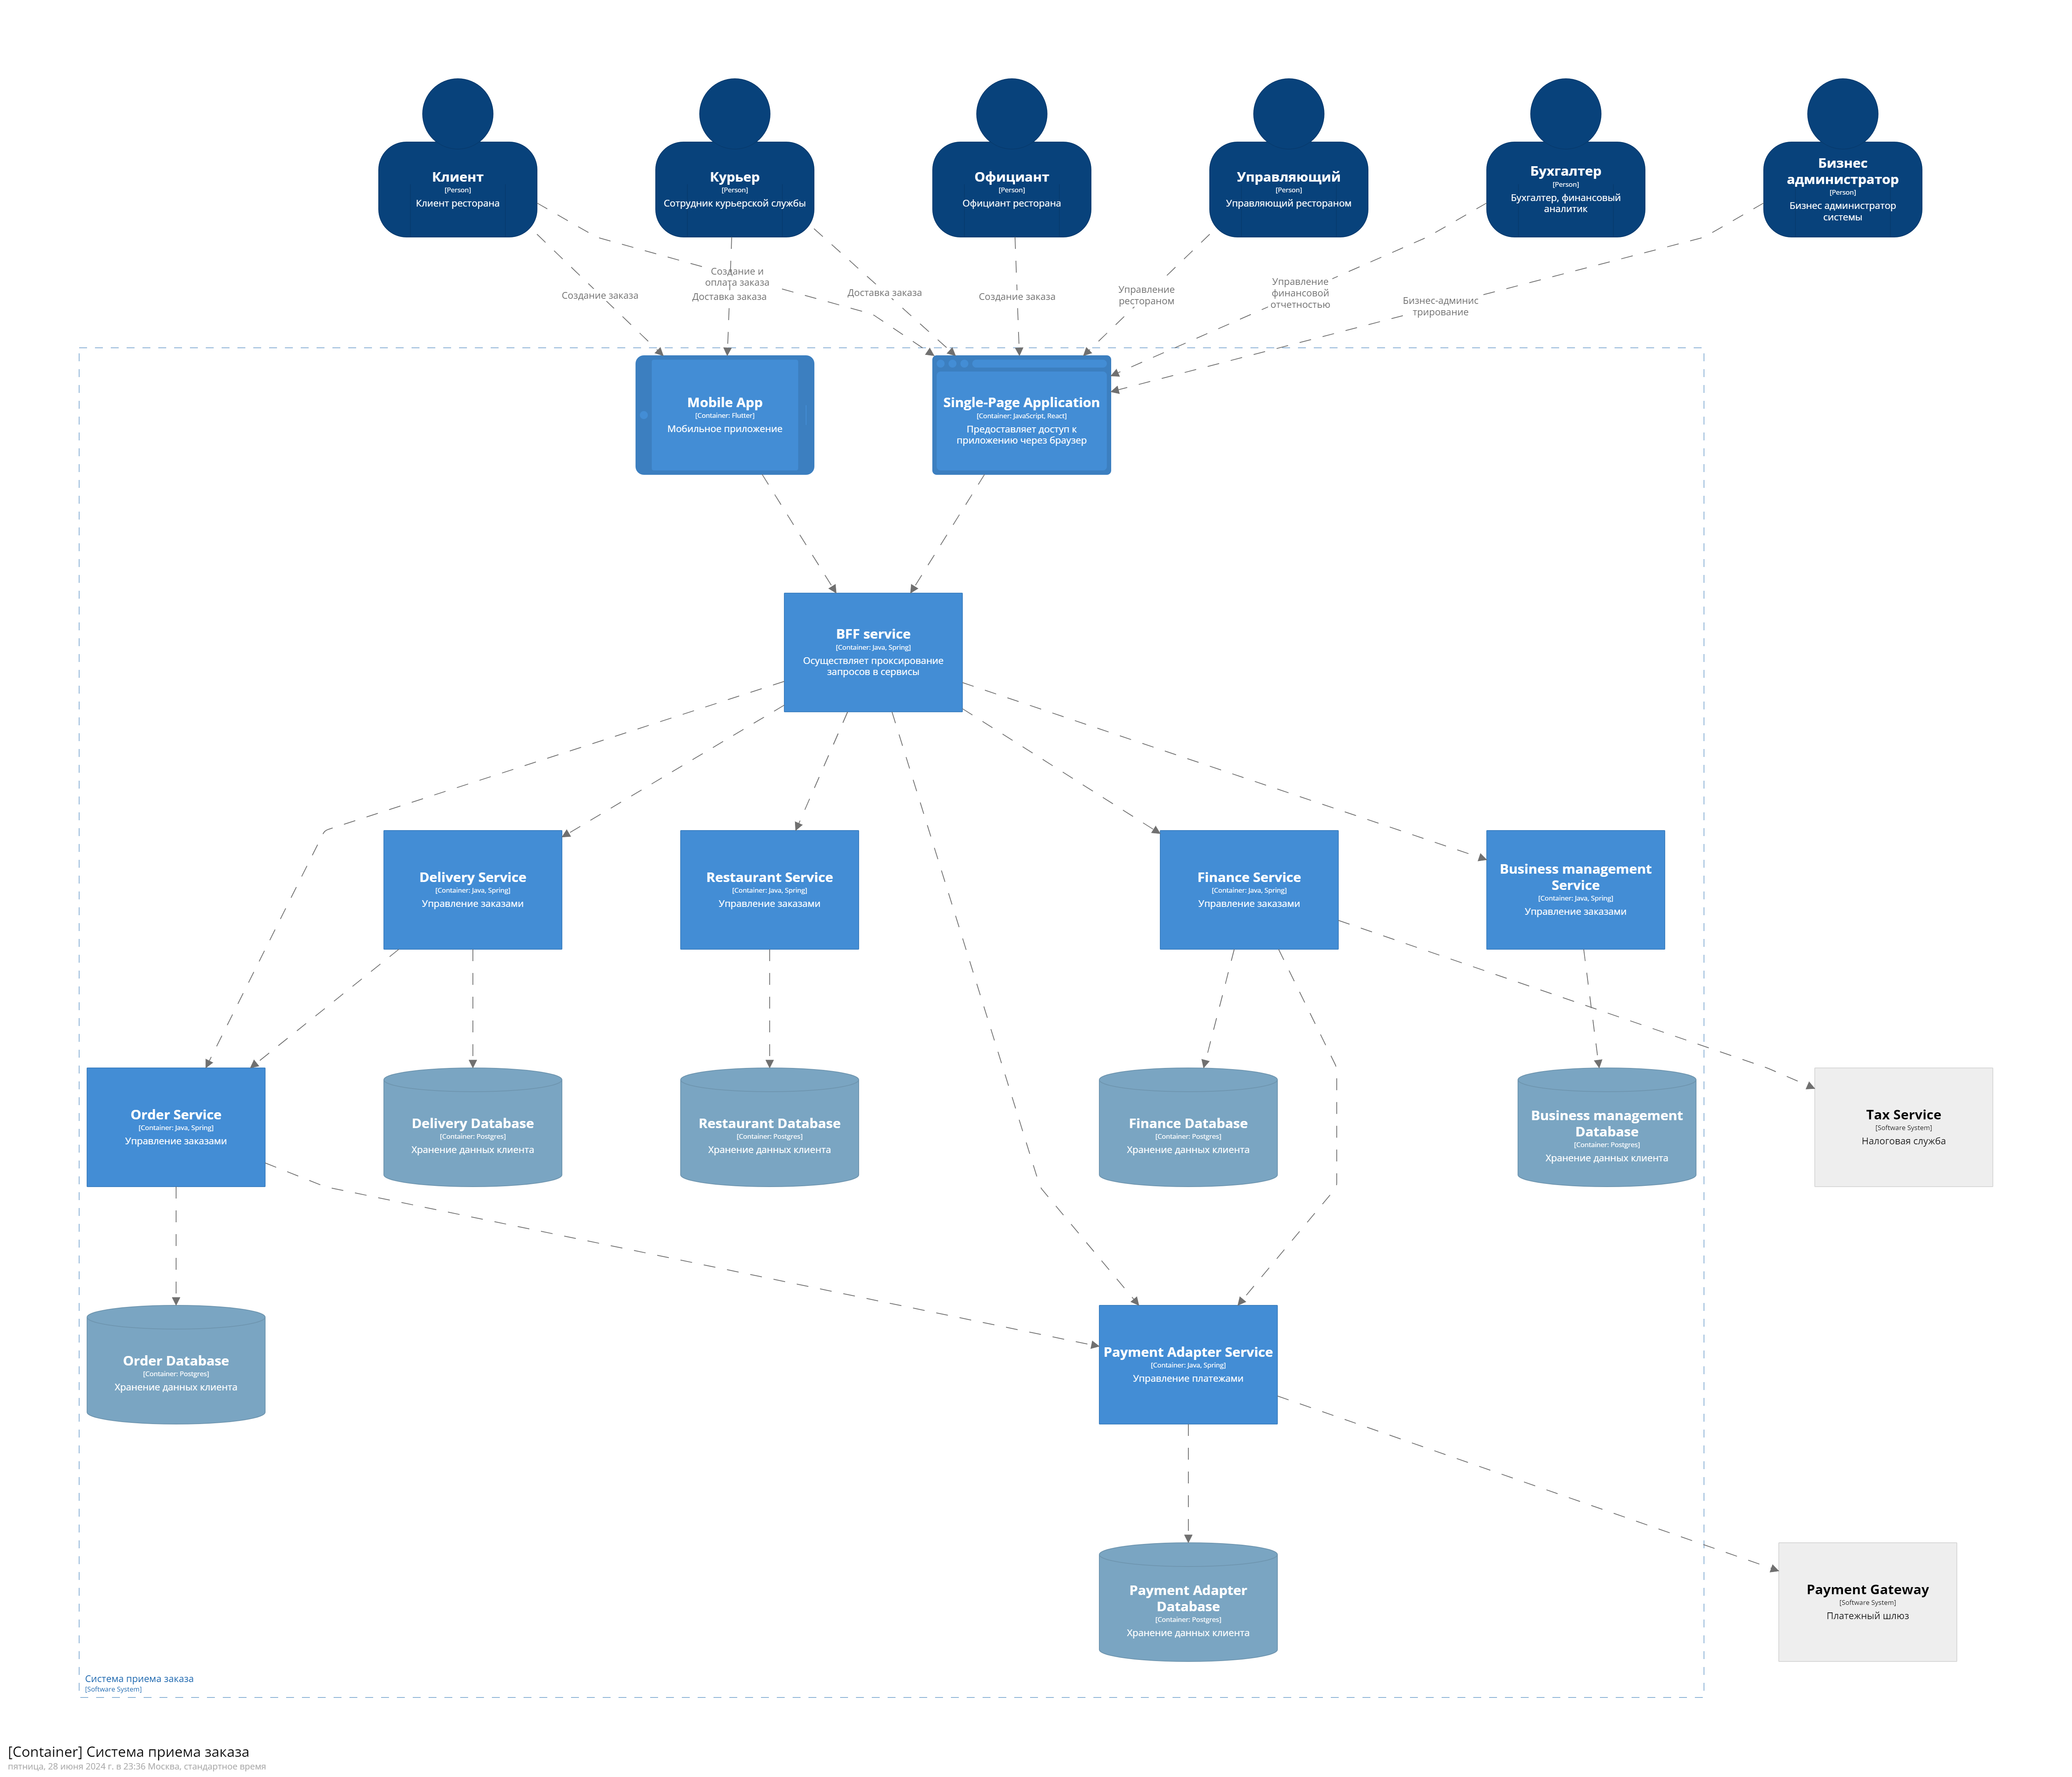 Клиент
[Person]
Клиент ресторана
Курьер
[Person]
Сотрудник курьерской службы
Официант
[Person]
Официант ресторана
Управляющий
[Person]
Управляющий рестораном
Бухгалтер
[Person]
Бухгалтер, финансовый
аналитик
Бизнес
администратор
[Person]
Бизнес администратор
системы
Создание заказа
Создание и
оплата заказа
Доставка заказа
Доставка заказа
Создание заказа
Управление
рестораном
Управление
финансовой
отчетностью
Бизнес-админис
трирование
Mobile App
[Container: Flutter]
Мобильное приложение
Single-Page Application
[Container: JavaScript, React]
Предоставляет доступ к
приложению через браузер
BFF service
[Container: Java, Spring]
Осуществляет проксирование
запросов в сервисы
Delivery Service
[Container: Java, Spring]
Управление заказами
Restaurant Service
[Container: Java, Spring]
Управление заказами
Finance Service
[Container: Java, Spring]
Управление заказами
Business management
Service
[Container: Java, Spring]
Управление заказами
Order Service
[Container: Java, Spring]
Управление заказами
Delivery Database
[Container: Postgres]
Хранение данных клиента
Restaurant Database
[Container: Postgres]
Хранение данных клиента
Finance Database
[Container: Postgres]
Хранение данных клиента
Business management
Database
[Container: Postgres]
Хранение данных клиента
Tax Service
[Software System]
Налоговая служба
Order Database
[Container: Postgres]
Хранение данных клиента
Payment Adapter Service
[Container: Java, Spring]
Управление платежами
Payment Adapter
Database
[Container: Postgres]
Хранение данных клиента
Payment Gateway
[Software System]
Платежный шлюз
Система приема заказа
[Software System]
[Container] Система приема заказа
пятница, 28 июня 2024 г. в 23:36 Москва, стандартное время